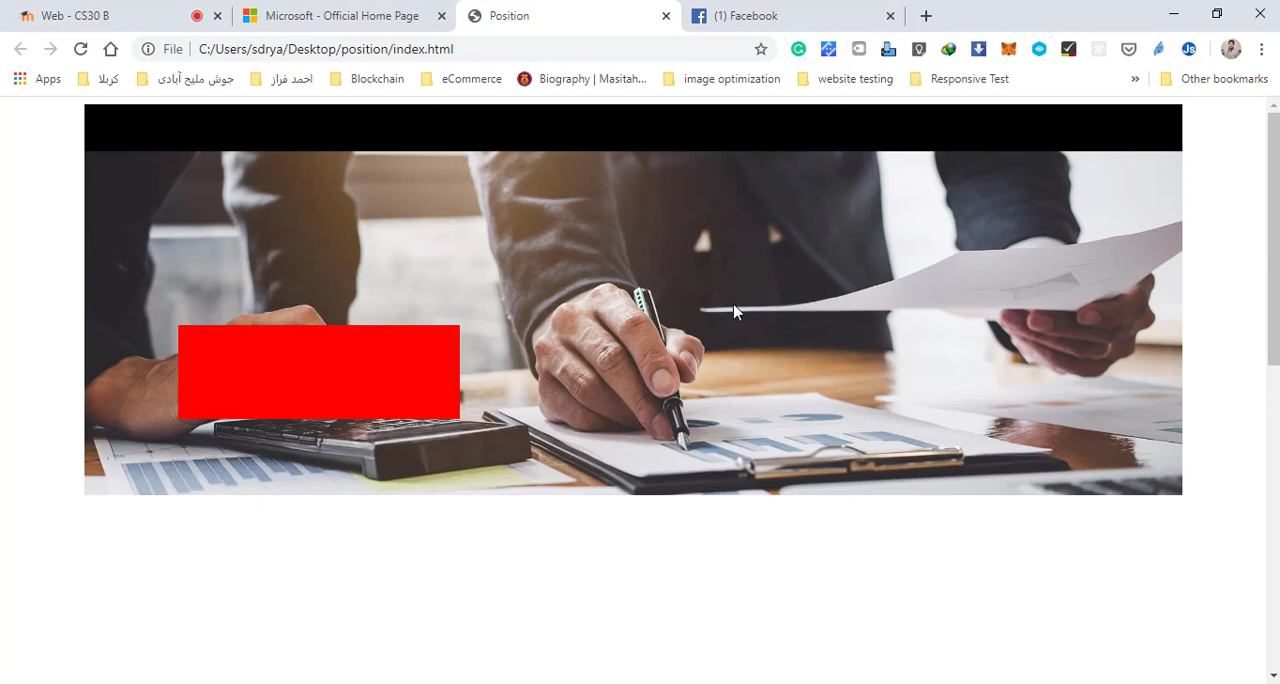 Web - CS30 B
Microsoft - Official Home Page
Position
(1) Facebook
File
C:/Users/sdrya/Desktop/position/index.html
Apps
کربلا
جوش ملیح آبادی
احمد فراز
Blockchain
eCommerce
Biography | Masitah...
image optimization
website testing
Responsive Test
»
Other bookmarks